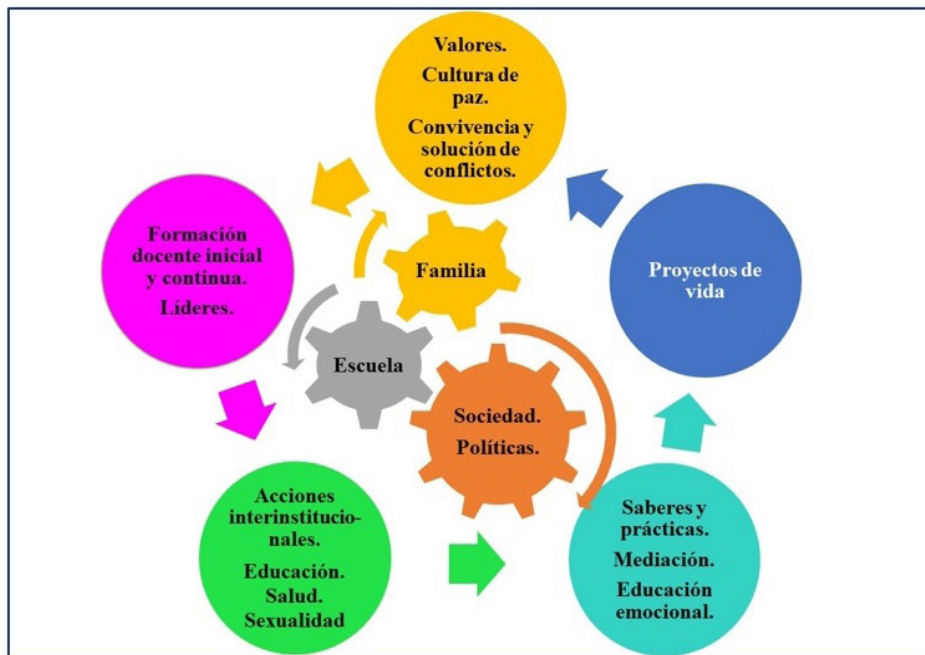 Valores.
Cultura de
paz.
Convivencia y
solución de
conflictos.
Formación
docente inicial
y continua.
Líderes.
Familia
Proyectos de
vida
Escuela
Sociedad.
Políticas.
Acciones
interinstitucio-
nales.
Educación.
Salud.
Sexualidad
Saberes y
prácticas.
Mediación.
Educación
emocional.